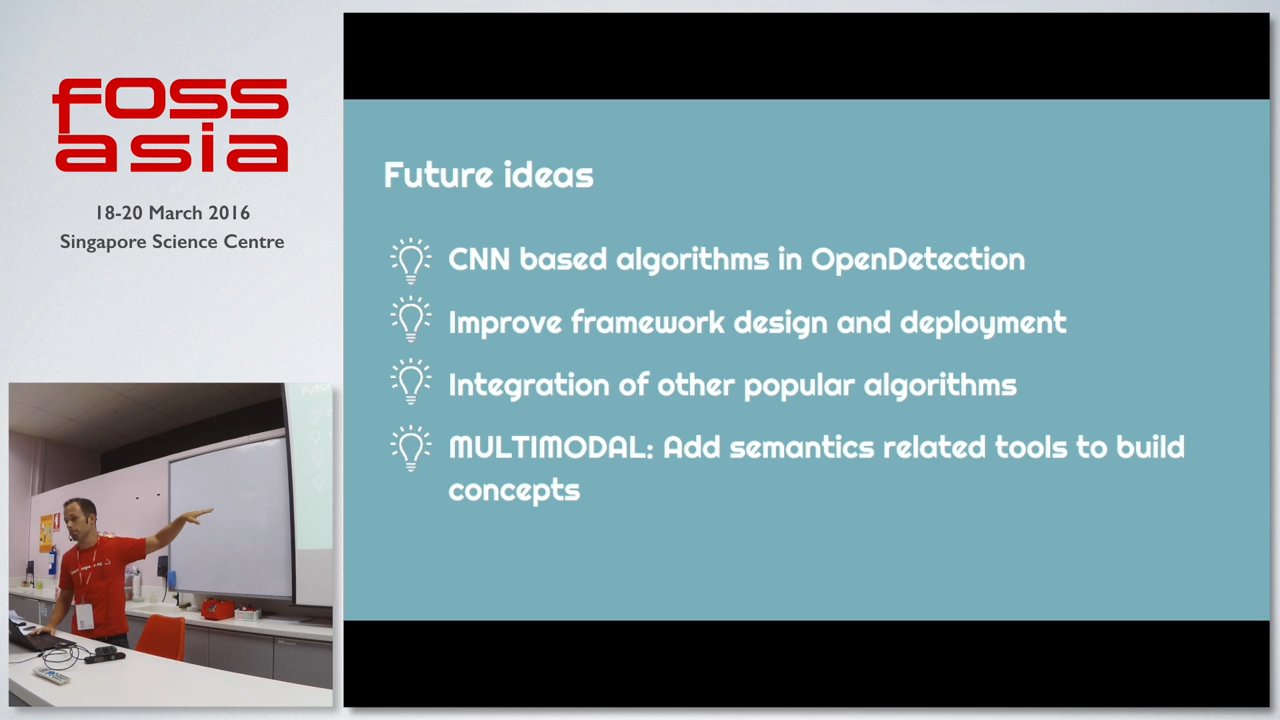 foss
asia
18-20 March 2016
Singapore Science Centre
Future ideas
CNN based algorithms in OpenDetection
Improve framework design and deployment
Integration of other popular algorithms
MULTIMODAL: Add semantics related tools to build
concepts